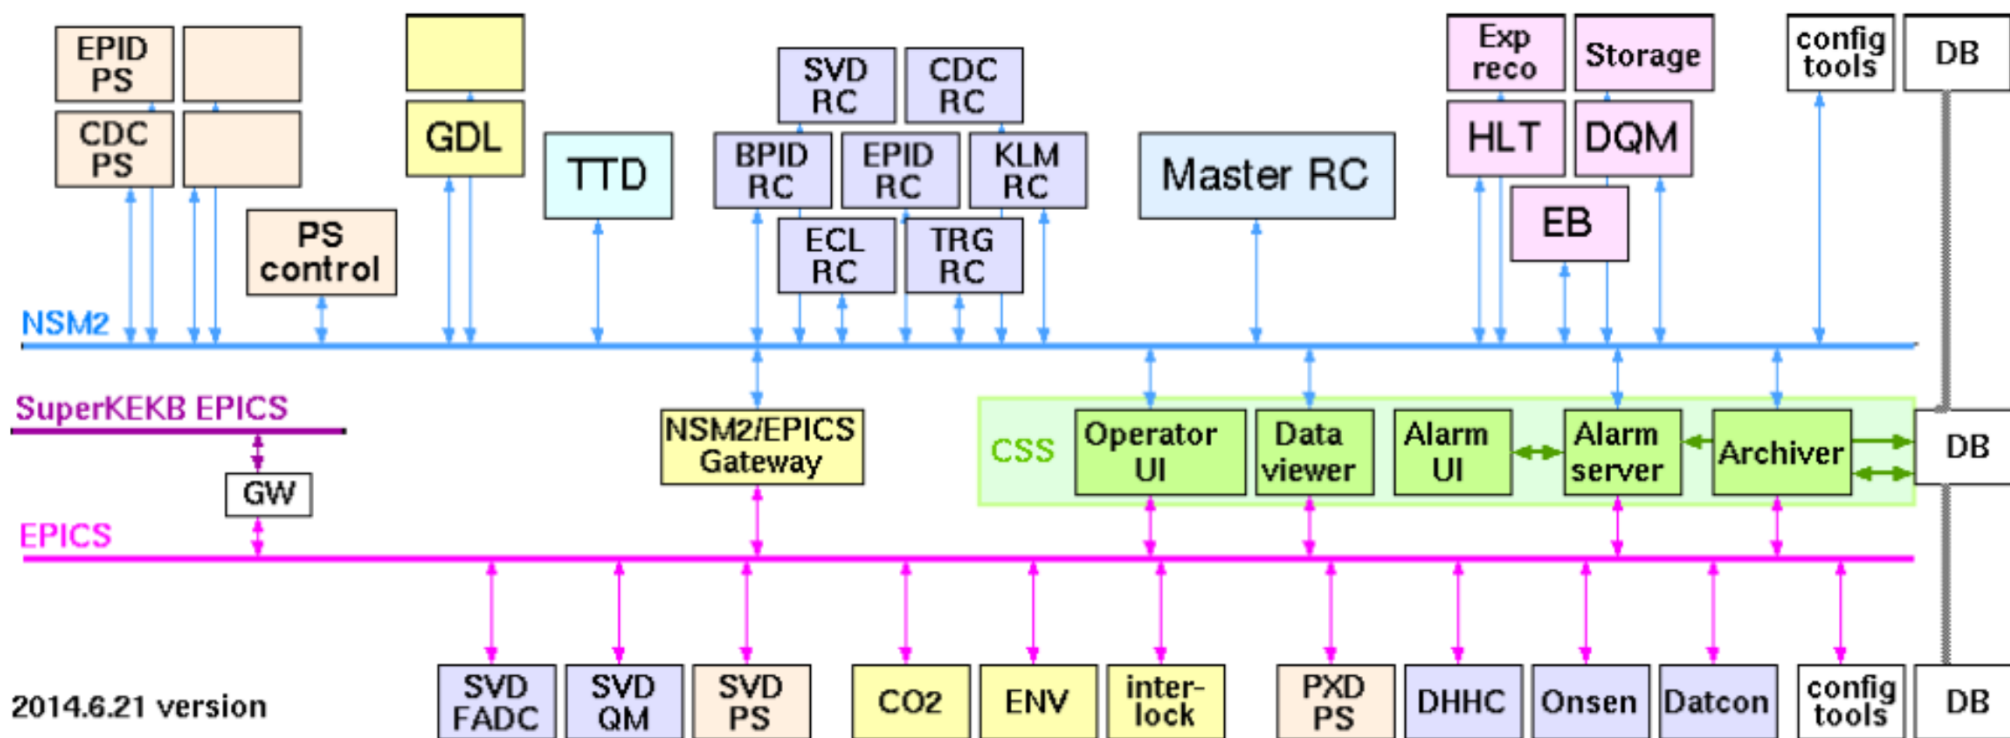 EPID
PS
CDC
PS
PS
control
GDL
TTD
SVD
RC
CDC
RC
BPID
RC
EPID
RC
KLM
RC
ECL
RC
TRG
RC
Master RC
Exp
reco
Storage
HLT
DQM
EB
config
tools
DB
NSM2
SuperKEKB EPICS
GW
NSM2/EPICS
Gateway
CSS
Operator
UI
Data
viewer
Alarm
UI
Alarm
server
Archiver
DB
EPICS
2014.6.21 version
SVD
FADC
SVD
QM
SVD
PS
CO2
ENV
inter-
lock
PXD
PS
DHHC
Onsen
Datcon
config
tools
DB